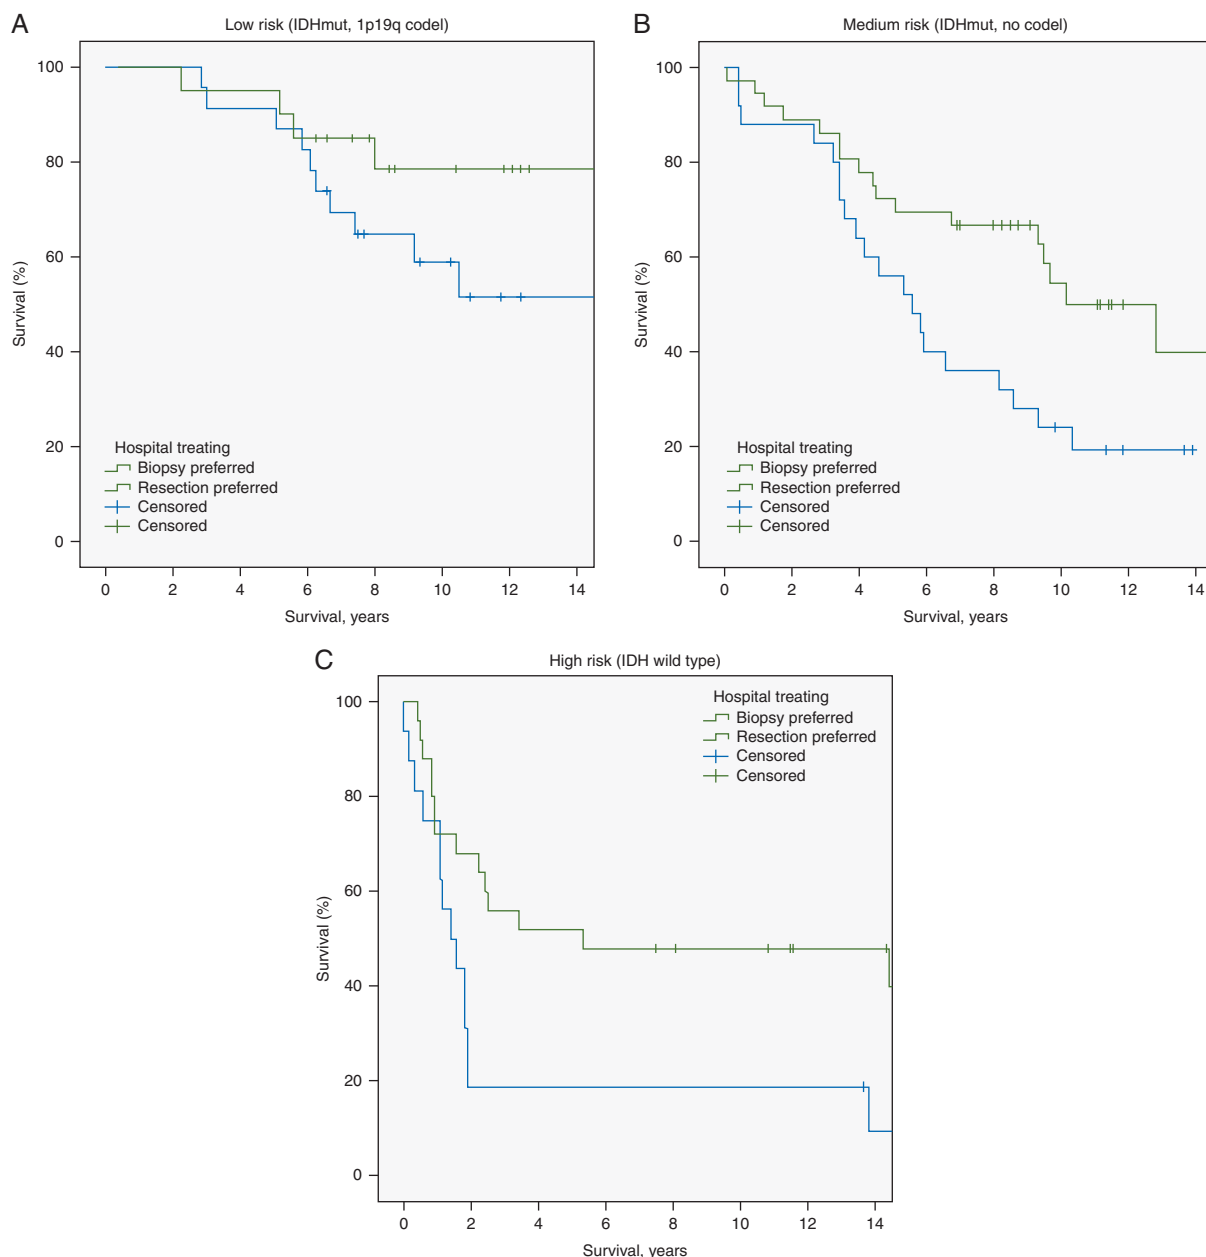 A
Low risk (IDHmut, 1p19q codel)
100
80
60
40
20
0
Survival (%)
Hospital treating
Biopsy preferred
Resection preferred
Censored
Censored
0 2 4 6 8 10 12 14
Survival, years
B
Medium risk (IDHmut, no codel)
100
80
60
40
20
0
Survival (%)
Hospital treating
Biopsy preferred
Resection preferred
Censored
Censored
0 2 4 6 8 10 12 14
Survival, years
C
High risk (IDH wild type)
100
80
60
40
20
0
Survival (%)
Hospital treating
Biopsy preferred
Resection preferred
Censored
Censored
0 2 4 6 8 10 12 14
Survival, years